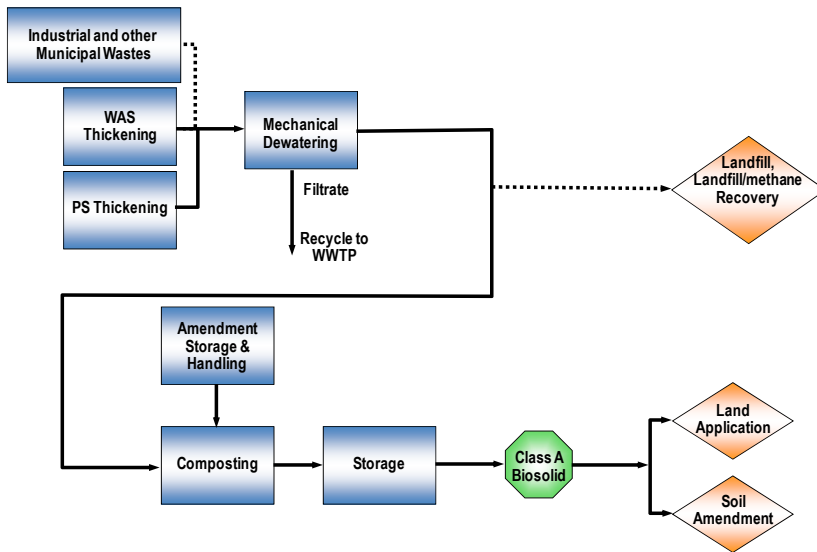 Industrial and other
Municipal Wastes
WAS
Thickening
PS Thickening
Mechanical
Dewatering
Filtrate
Recycle to
WWTP
Landfill,
Landfill/methane
Recovery
Amendment
Storage &
Handling
Composting
Storage
Class A
Biosolid
Land
Application
Soil
Amendment